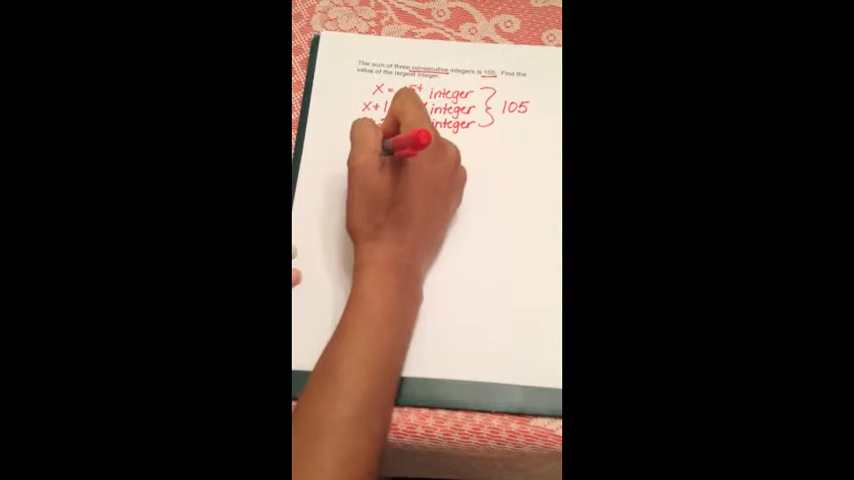 The sum of three consecutive integers is 105. Find the
value of the largest integer.
X = 1st integer
X+1 integer
integer
105